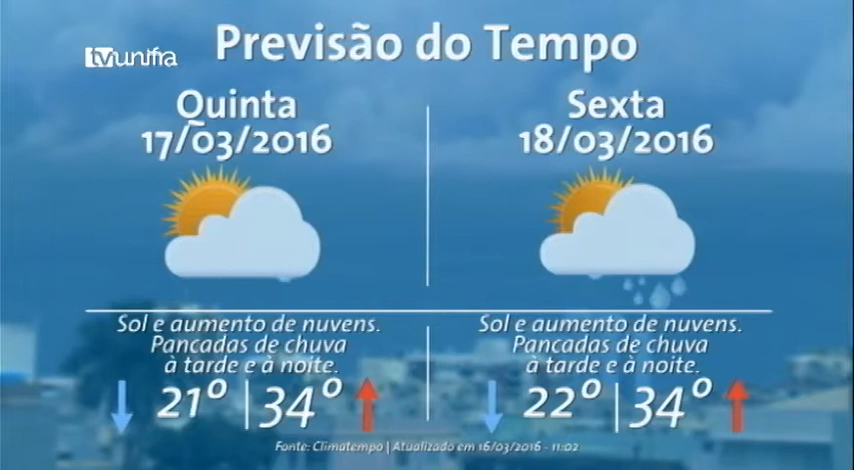 Previsão do Tempo
tvunifra
Quinta
17/03/2016
Sol e aumento de nuvens.
Pancadas de chuva
à tarde e à noite.
21º | 34º
Sexta
18/03/2016
Sol e aumento de nuvens.
Pancadas de chuva
à tarde e à noite.
22º | 34º
Fonte: Climatempo | Atualizado em 16/03/2016 - 11:02